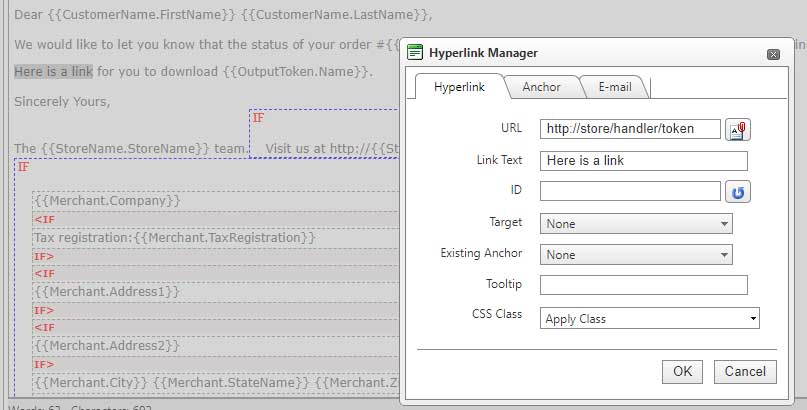 Dear {{CustomerName.FirstName}} {{CustomerName.LastName}},
We would like to let you know that the status of your order #{{
Here is a link for you to download {{OutputToken.Name}}.
Sincerely Yours,
IF
The {{StoreName.StoreName}} team. Visit us at http://{{St
IF
{{Merchant.Company}}
<IF
Tax registration:{{Merchant.TaxRegistration}}
IF>
<IF
{{Merchant.Address1}}
IF>
<IF
{{Merchant.Address2}}
IF>
{{Merchant.City}} {{Merchant.StateName}} {{Merchant.Z
Words: 62 Characters: 692
Hyperlink Manager
Hyperlink Anchor E-mail
URL http://store/handler/token
Link Text Here is a link
ID
Target None
Existing Anchor None
Tooltip
CSS Class Apply Class
OK Cancel